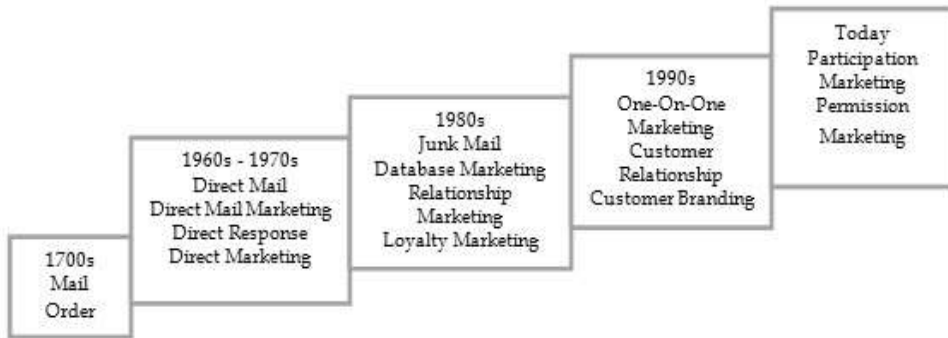 1700s
Mail
Order
1960s - 1970s
Direct Mail
Direct Mail Marketing
Direct Response
Direct Marketing
1980s
Junk Mail
Database Marketing
Relationship
Marketing
Loyalty Marketing
1990s
One-On-One
Marketing
Customer
Relationship
Customer Branding
Today
Participation
Marketing
Permission
Marketing